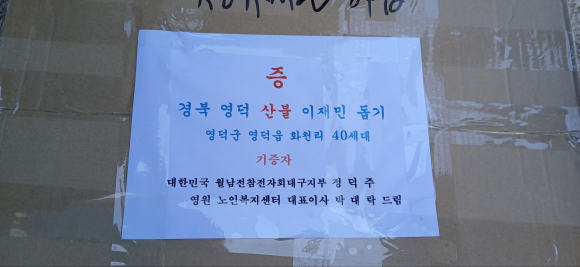 증
경북 영덕 산불 이재민 돕기
영덕군 영덕읍 화천리 40세대
기증자
대한민국 월남전참전자회대구지부 정 덕 주
영원 노인복지센터 대표이사 박 대 락 드림